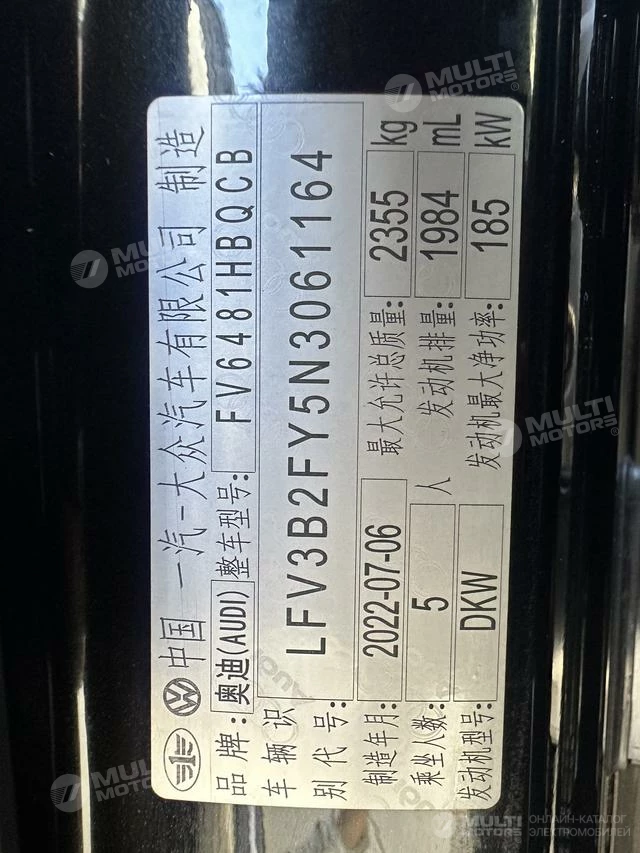 中国 一汽-大众汽车有限公司 制造
品牌: 奥迪(AUDI) 整车型号: FV6481HBQCB
车辆识别代号: LFV3B2FY5N3061164
制造年月: 2022-07-06 最大允许总质量: 2355 kg
乘坐人数: 5 人 发动机排量: 1984 mL
发动机型号: DKW 发动机最大净功率: 185 kW
MULTI MOTORS®
MULTI MOTORS®
MULTI MOTORS
MULTI MOTORS
MULTI MOTORS ОНЛАЙН-КАТАЛОГ ЭЛЕКТРОМОБИЛЕЙ